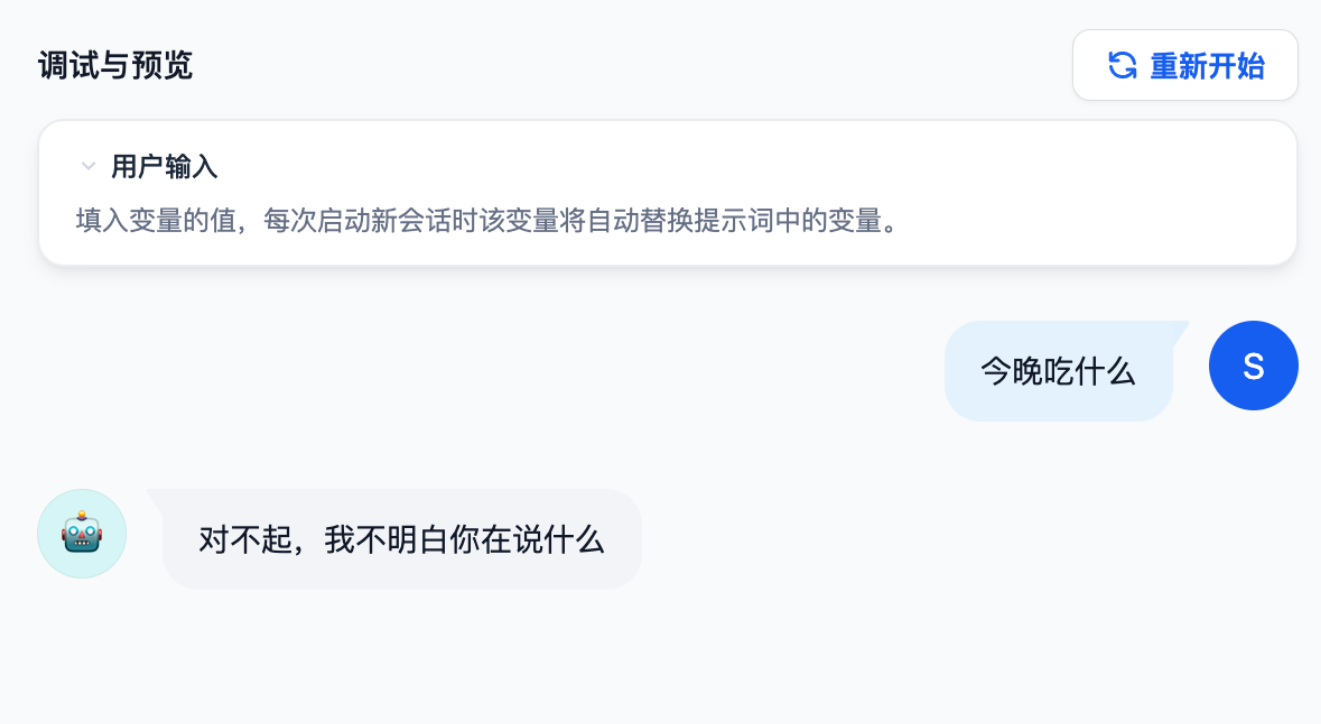 调试与预览
重新开始
用户输入
填入变量的值，每次启动新会话时该变量将自动替换提示词中的变量。
今晚吃什么
S
对不起，我不明白你在说什么